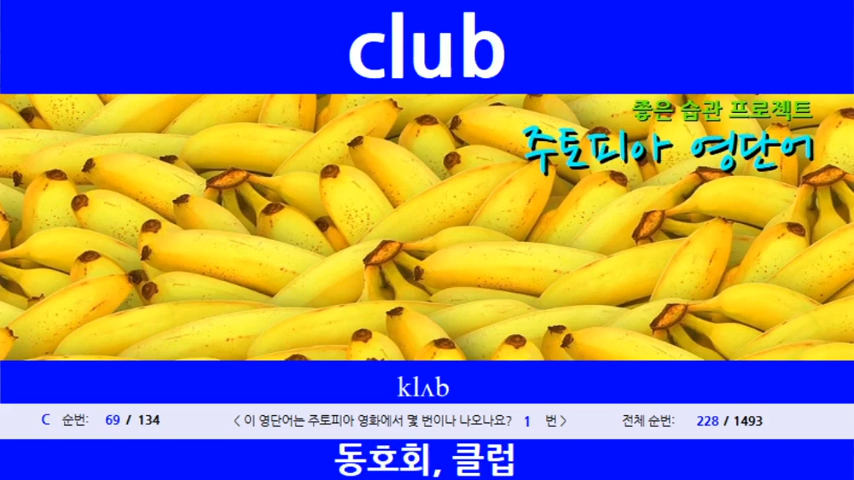 club
좋은 습관 프로젝트
주토피아 영단어
klʌb
C 순번: 69 / 134 〈 이 영단어는 주토피아 영화에서 몇 번이나 나오나요? 1 번 〉 전체 순번: 228 / 1493
동호회, 클럽